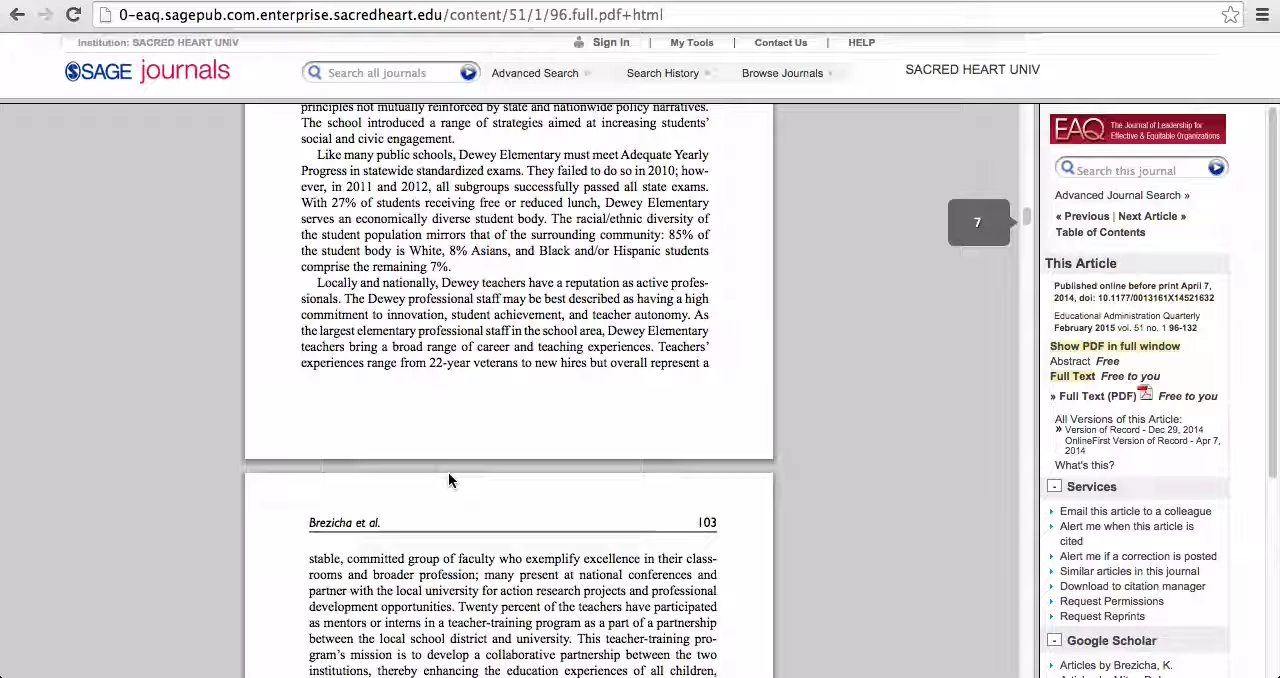 0-eaq.sagepub.com.enterprise.sacredheart.edu/content/51/1/96.full.pdf+html
Institution: SACRED HEART UNIV
Sign In | My Tools | Contact Us | HELP
SAGE journals
Search all journals
Advanced Search Search History Browse Journals
SACRED HEART UNIV
principles not mutually reinforced by state and nationwide policy narratives.
The school introduced a range of strategies aimed at increasing students'
social and civic engagement.
Like many public schools, Dewey Elementary must meet Adequate Yearly
Progress in statewide standardized exams. They failed to do so in 2010; how-
ever, in 2011 and 2012, all subgroups successfully passed all state exams.
With 27% of students receiving free or reduced lunch, Dewey Elementary
serves an economically diverse student body. The racial/ethnic diversity of
the student population mirrors that of the surrounding community: 85% of
the student body is White, 8% Asians, and Black and/or Hispanic students
comprise the remaining 7%.
Locally and nationally, Dewey teachers have a reputation as active profes-
sionals. The Dewey professional staff may be best described as having a high
commitment to innovation, student achievement, and teacher autonomy. As
the largest elementary professional staff in the school area, Dewey Elementary
teachers bring a broad range of career and teaching experiences. Teachers'
experiences range from 22-year veterans to new hires but overall represent a
Brezicha et al. 103
stable, committed group of faculty who exemplify excellence in their class-
rooms and broader profession; many present at national conferences and
partner with the local university for action research projects and professional
development opportunities. Twenty percent of the teachers have participated
as mentors or interns in a teacher-training program as a part of a partnership
between the local school district and university. This teacher-training pro-
gram's mission is to develop a collaborative partnership between the two
institutions, thereby enhancing the education experiences of all children,
7
EAQ The Journal of Leadership for
Effective & Equitable Organizations
Search this journal
Advanced Journal Search »
« Previous | Next Article »
Table of Contents
This Article
Published online before print April 7,
2014, doi: 10.1177/0013161X14521632
Educational Administration Quarterly
February 2015 vol. 51 no. 1 96-132
Show PDF in full window
Abstract Free
Full Text Free to you
» Full Text (PDF) Free to you
All Versions of this Article:
» Version of Record - Dec 29, 2014
OnlineFirst Version of Record - Apr 7,
2014
What's this?
- Services
Email this article to a colleague
Alert me when this article is
cited
Alert me if a correction is posted
Similar articles in this journal
Download to citation manager
Request Permissions
Request Reprints
- Google Scholar
Articles by Brezicha, K.